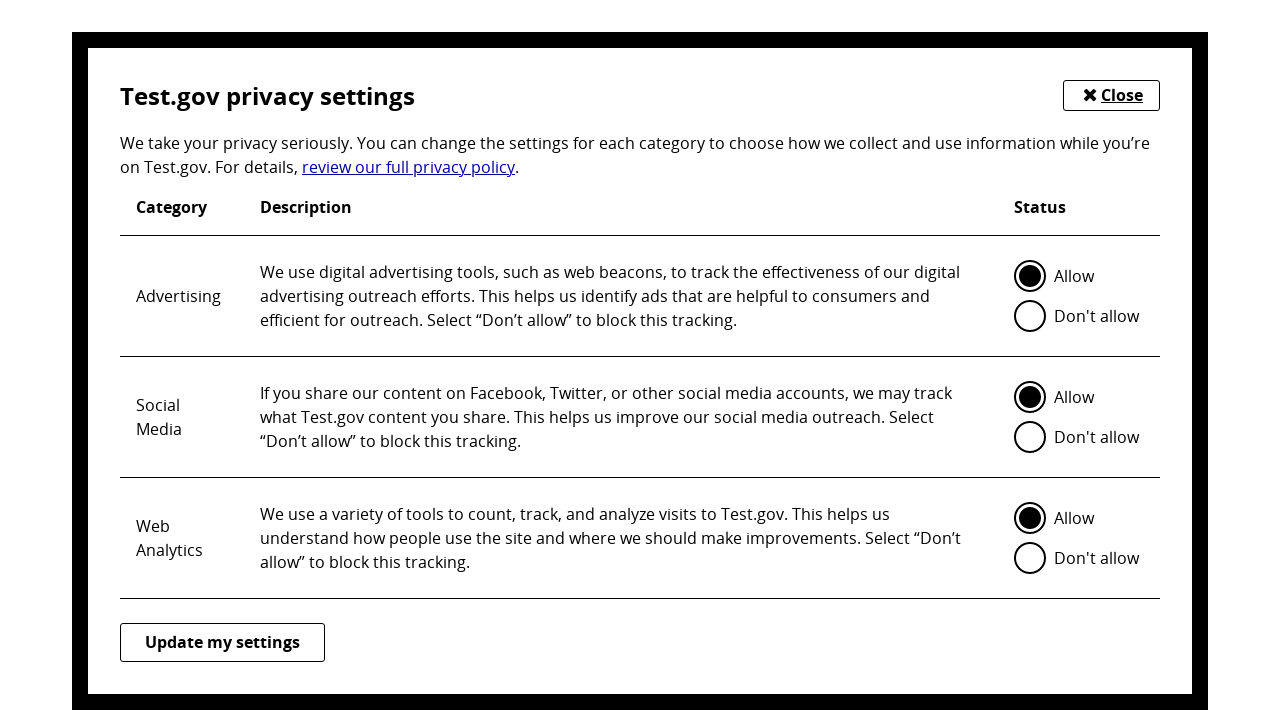 Test.gov privacy settings
✖ Close
We take your privacy seriously. You can change the settings for each category to choose how we collect and use information while you’re
on Test.gov. For details, review our full privacy policy.
Category Description Status
Advertising
We use digital advertising tools, such as web beacons, to track the effectiveness of our digital
advertising outreach efforts. This helps us identify ads that are helpful to consumers and
efficient for outreach. Select “Don’t allow” to block this tracking.
Allow
Don't allow
Social
Media
If you share our content on Facebook, Twitter, or other social media accounts, we may track
what Test.gov content you share. This helps us improve our social media outreach. Select
“Don’t allow” to block this tracking.
Allow
Don't allow
Web
Analytics
We use a variety of tools to count, track, and analyze visits to Test.gov. This helps us
understand how people use the site and where we should make improvements. Select “Don’t
allow” to block this tracking.
Allow
Don't allow
Update my settings